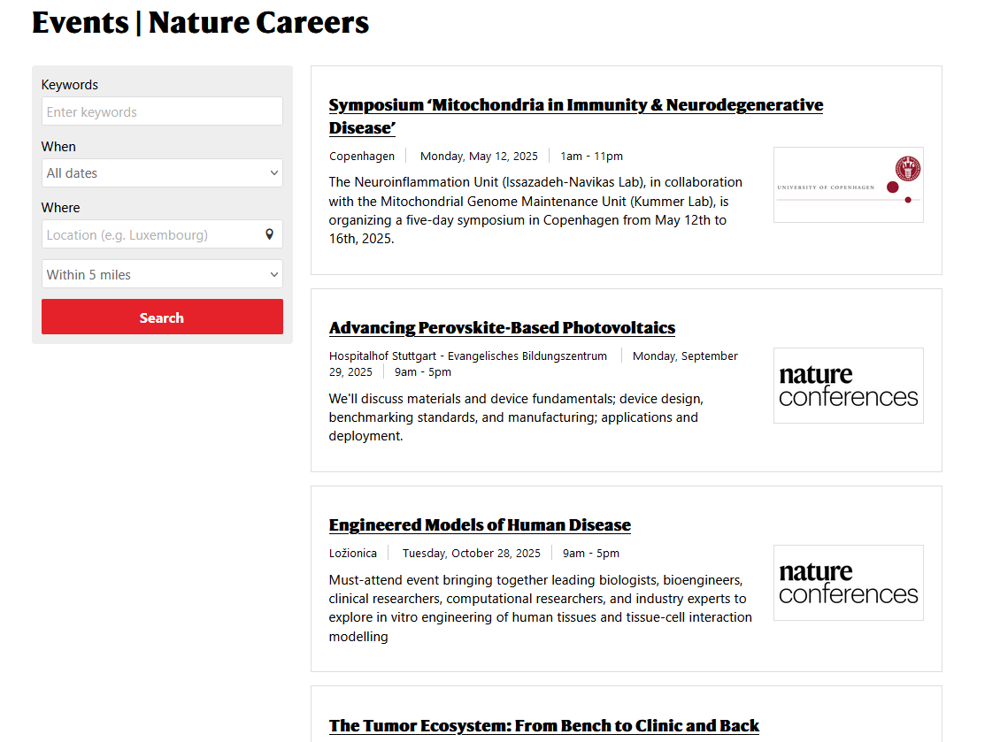 Events | Nature Careers
Keywords
Enter keywords
When
All dates
Where
Location (e.g. Luxembourg)
Within 5 miles
Search
Symposium ‘Mitochondria in Immunity & Neurodegenerative
Disease’
Copenhagen
Monday, May 12, 2025
1am - 11pm
The Neuroinflammation Unit (Issazadeh-Navikas Lab), in collaboration
with the Mitochondrial Genome Maintenance Unit (Kummer Lab), is
organizing a five-day symposium in Copenhagen from May 12th to
16th, 2025.
UNIVERSITY OF COPENHAGEN
Advancing Perovskite-Based Photovoltaics
Hospitalhof Stuttgart - Evangelisches Bildungszentrum
Monday, September
29, 2025
9am - 5pm
We'll discuss materials and device fundamentals; device design,
benchmarking standards, and manufacturing; applications and
deployment.
nature
conferences
Engineered Models of Human Disease
Ložionica
Tuesday, October 28, 2025
9am - 5pm
Must-attend event bringing together leading biologists, bioengineers,
clinical researchers, computational researchers, and industry experts to
explore in vitro engineering of human tissues and tissue-cell interaction
modelling
nature
conferences
The Tumor Ecosystem: From Bench to Clinic and Back